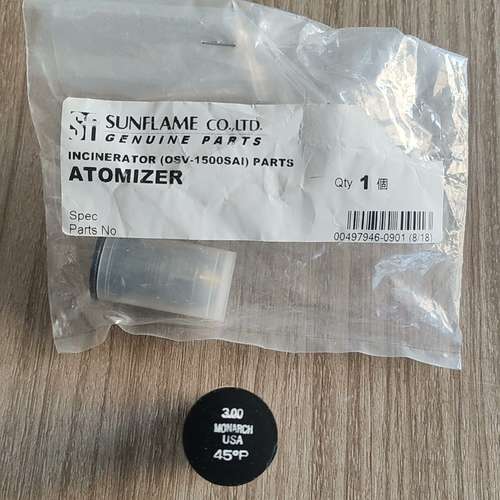 SUNFLAME CO.,LTD.
GENUINE PARTS
INCINERATOR (OSV-1500SAI) PARTS
ATOMIZER
Qty 1 個
Spec
Parts No
00497946-0901 (8/18)
3.00
MONARCH
USA
45°P